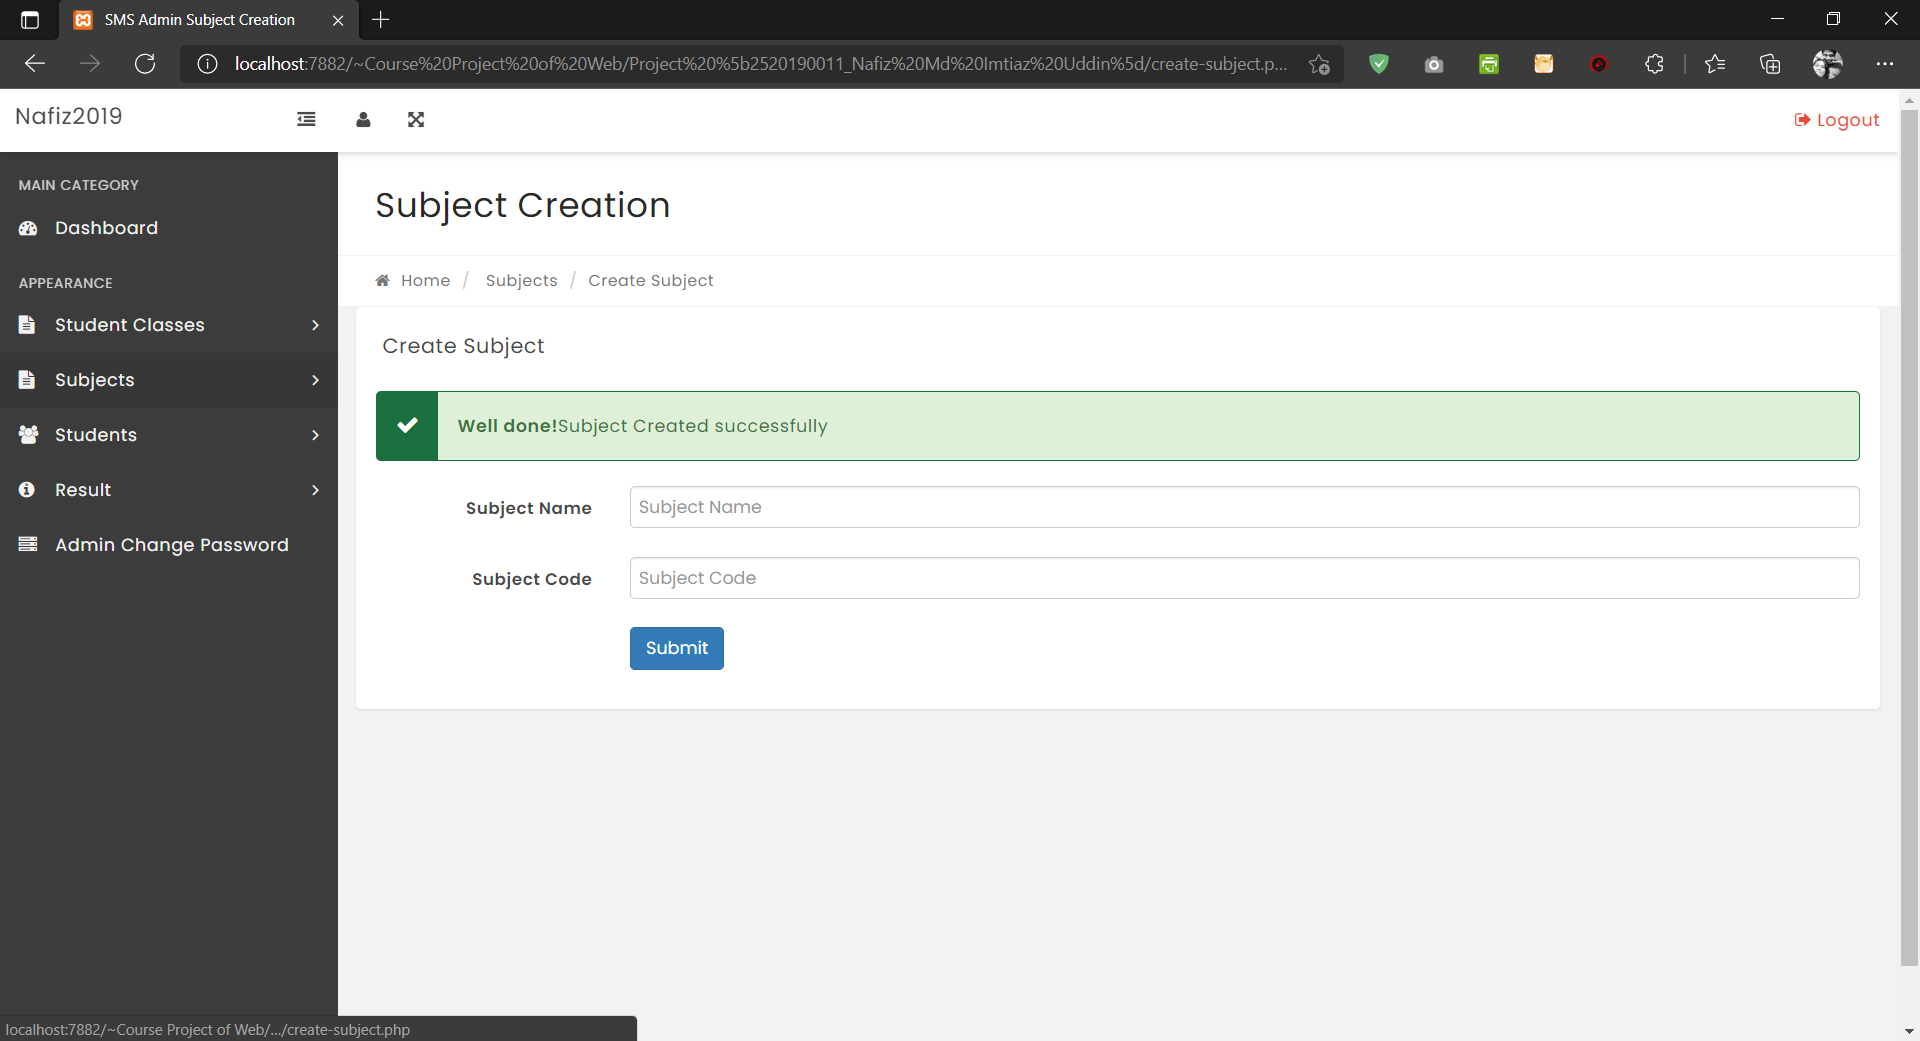 SMS Admin Subject Creation
localhost:7882/~Course%20Project%20of%20Web/Project%20%5b2520190011_Nafiz%20Md%20Imtiaz%20Uddin%5d/create-subject.p...
Nafiz2019
Logout
MAIN CATEGORY
Dashboard
APPEARANCE
Student Classes
Subjects
Students
Result
Admin Change Password
Subject Creation
Home / Subjects / Create Subject
Create Subject
Well done!Subject Created successfully
Subject Name Subject Name
Subject Code Subject Code
Submit
localhost:7882/~Course Project of Web/.../create-subject.php